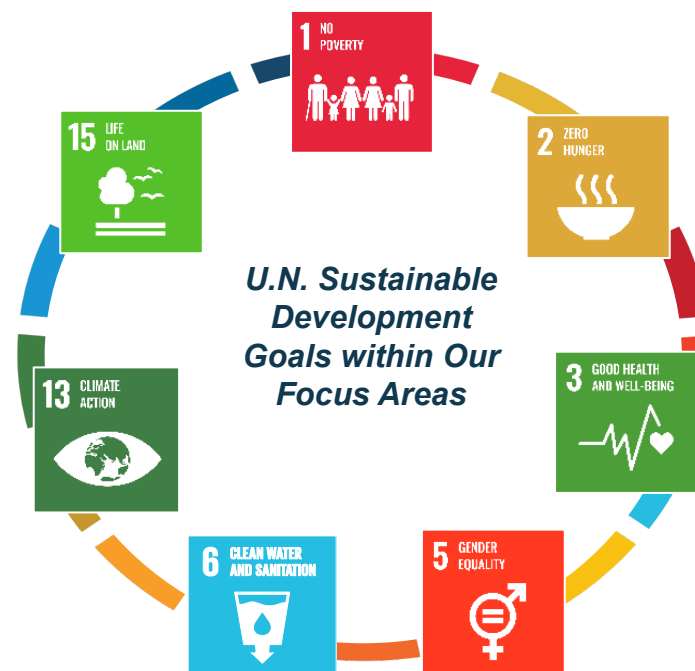 1 NO
POVERTY
2 ZERO
HUNGER
3 GOOD HEALTH
AND WELL-BEING
5 GENDER
EQUALITY
6 CLEAN WATER
AND SANITATION
13 CLIMATE
ACTION
15 LIFE
ON LAND
U.N. Sustainable
Development
Goals within Our
Focus Areas